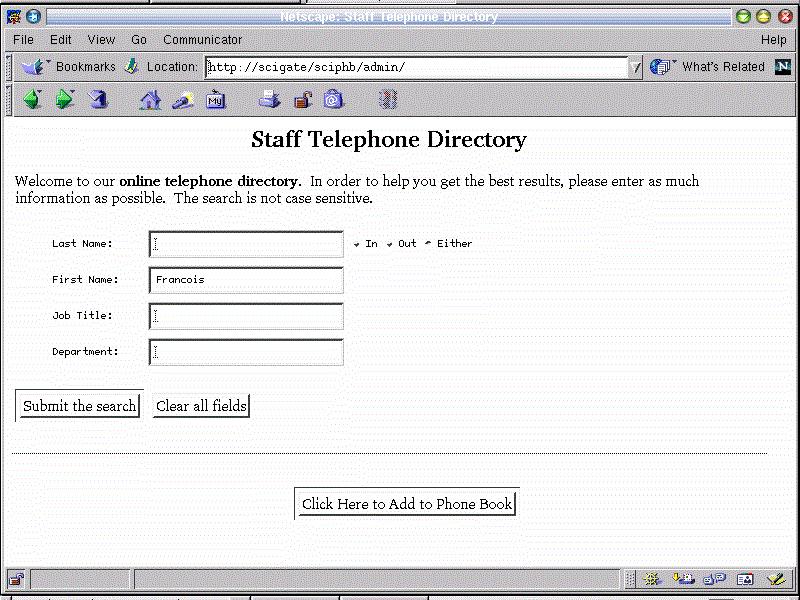 Netscape: Staff Telephone Directory
File Edit View Go Communicator Help
Bookmarks Location: http://scigate/sciphb/admin/ What's Related N
My
Staff Telephone Directory
Welcome to our online telephone directory. In order to help you get the best results, please enter as much
information as possible. The search is not case sensitive.
Last Name: In Out Either
First Name: Francois
Job Title:
Department:
Submit the search Clear all fields
Click Here to Add to Phone Book